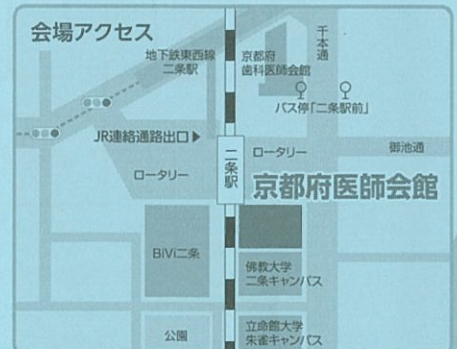 会場アクセス
地下鉄東西線
二条駅
京都府
歯科医師会館
千本通
バス停「二条駅前」
JR連絡通路出口▶
二条駅
ロータリー
御池通
ロータリー
京都府医師会館
BiVi二条
佛教大学
二条キャンパス
公園
立命館大学
朱雀キャンパス